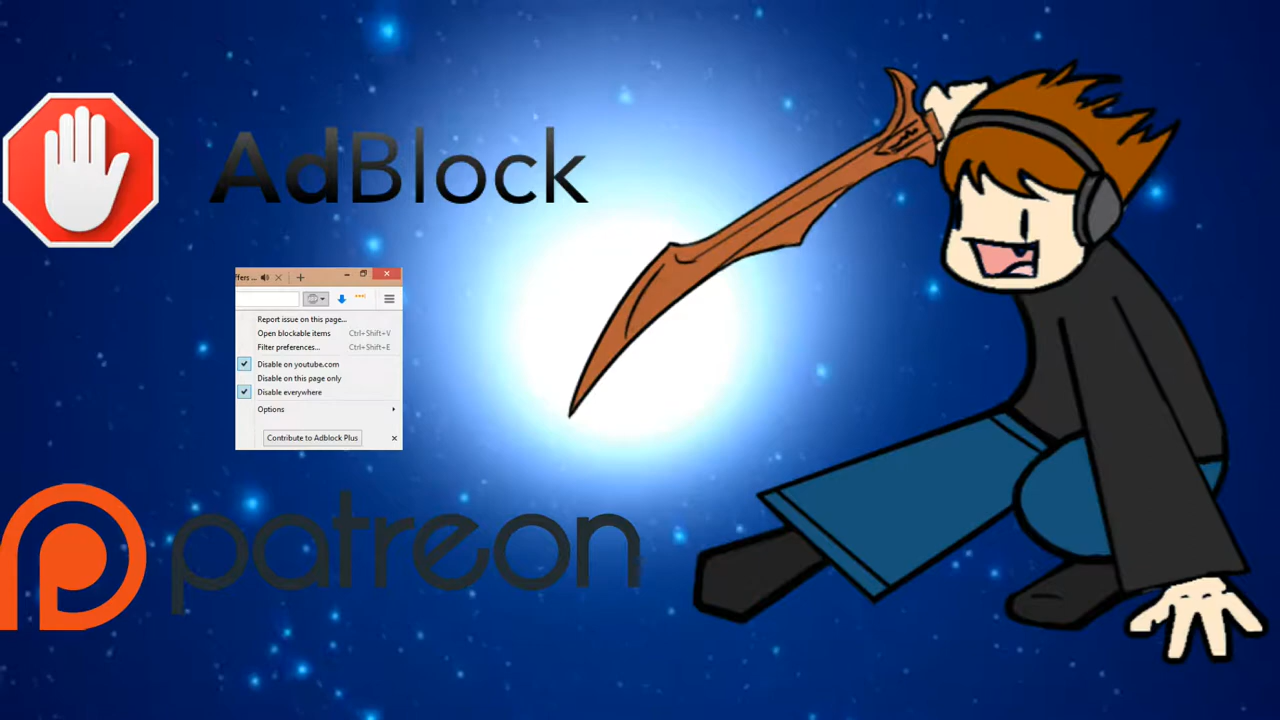 AdBlock
ffers ...
Report issue on this page...
Open blockable items Ctrl+Shift+V
Filter preferences... Ctrl+Shift+E
Disable on youtube.com
Disable on this page only
Disable everywhere
Options
Contribute to Adblock Plus
patreon